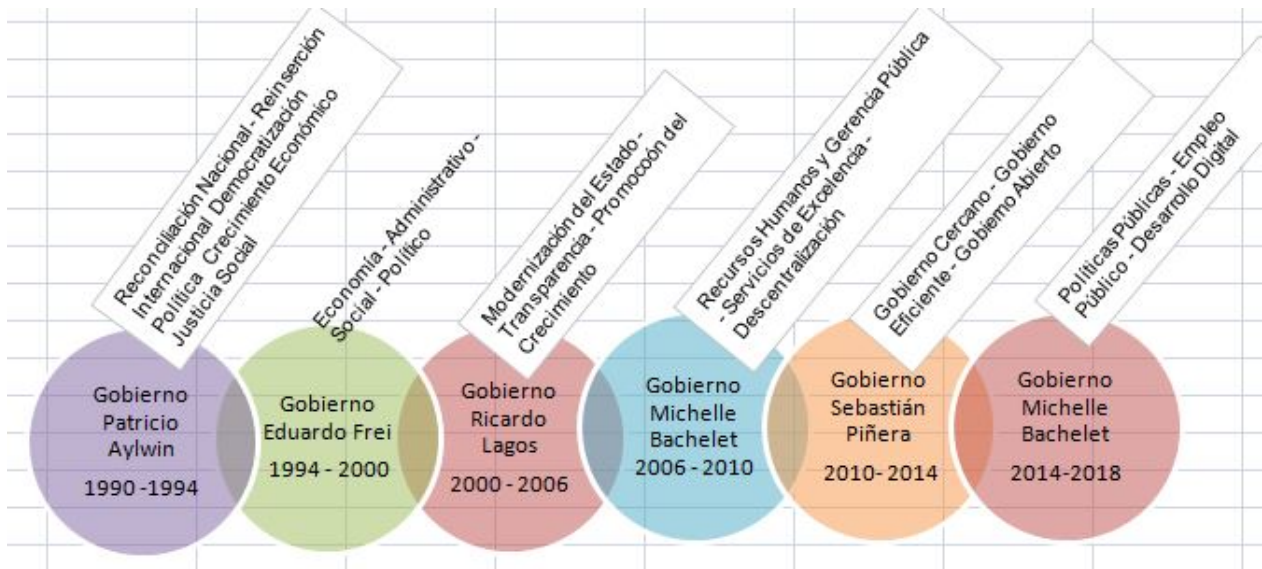 Reconciliación Nacional - Reinserción
Internacional Democratización
Política Crecimiento Económico
Justicia Social
Economía - Administrativo -
Social - Político
Modernización del Estado -
Transparencia - Promoción del
Crecimiento
Recursos Humanos y Gerencia Pública
- Servicios de Excelencia -
Descentralización
Gobierno Cercano - Gobierno
Eficiente - Gobierno Abierto
Políticas Públicas - Empleo
Público - Desarrollo Digital
Gobierno
Patricio
Aylwin
1990 -1994
Gobierno
Eduardo Frei
1994 - 2000
Gobierno
Ricardo
Lagos
2000 - 2006
Gobierno
Michelle
Bachelet
2006 - 2010
Gobierno
Sebastián
Piñera
2010- 2014
Gobierno
Michelle
Bachelet
2014-2018